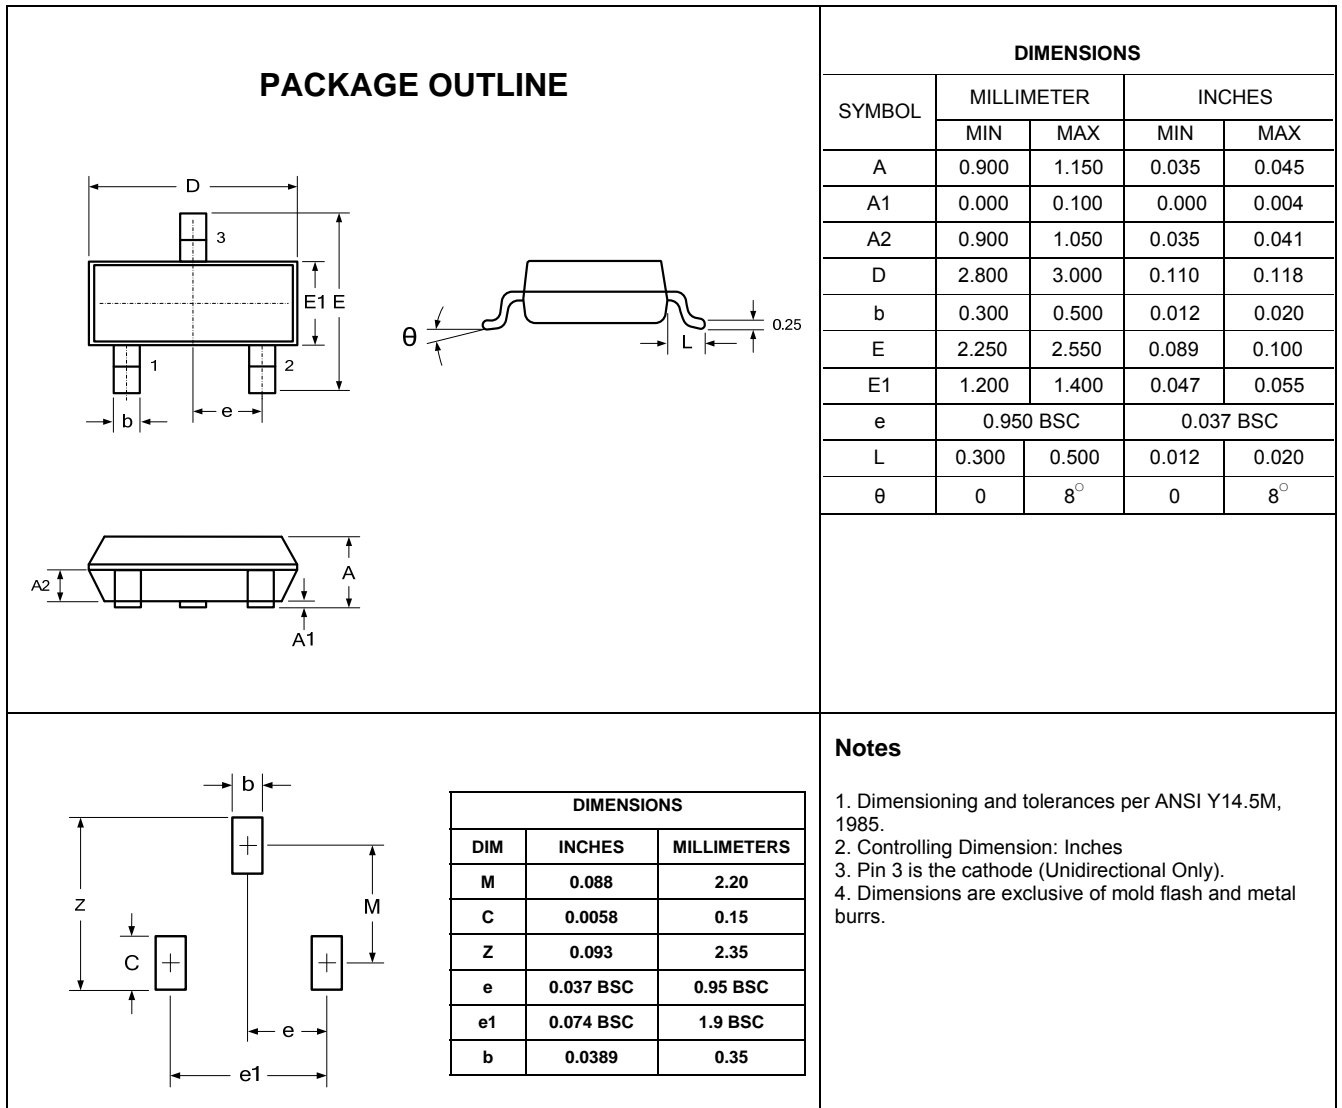 PACKAGE OUTLINE
D
3
E1 E
1
2
b
e
θ
L
0.25
A2
A
A1
DIMENSIONS
SYMBOL MILLIMETER INCHES
MIN MAX MIN MAX
A 0.900 1.150 0.035 0.045
A1 0.000 0.100 0.000 0.004
A2 0.900 1.050 0.035 0.041
D 2.800 3.000 0.110 0.118
b 0.300 0.500 0.012 0.020
E 2.250 2.550 0.089 0.100
E1 1.200 1.400 0.047 0.055
e 0.950 BSC 0.037 BSC
L 0.300 0.500 0.012 0.020
θ 0 8° 0 8°
b
Z
M
C
e
e1
DIMENSIONS
DIM INCHES MILLIMETERS
M 0.088 2.20
C 0.0058 0.15
Z 0.093 2.35
e 0.037 BSC 0.95 BSC
e1 0.074 BSC 1.9 BSC
b 0.0389 0.35
Notes
1. Dimensioning and tolerances per ANSI Y14.5M,
1985.
2. Controlling Dimension: Inches
3. Pin 3 is the cathode (Unidirectional Only).
4. Dimensions are exclusive of mold flash and metal
burrs.